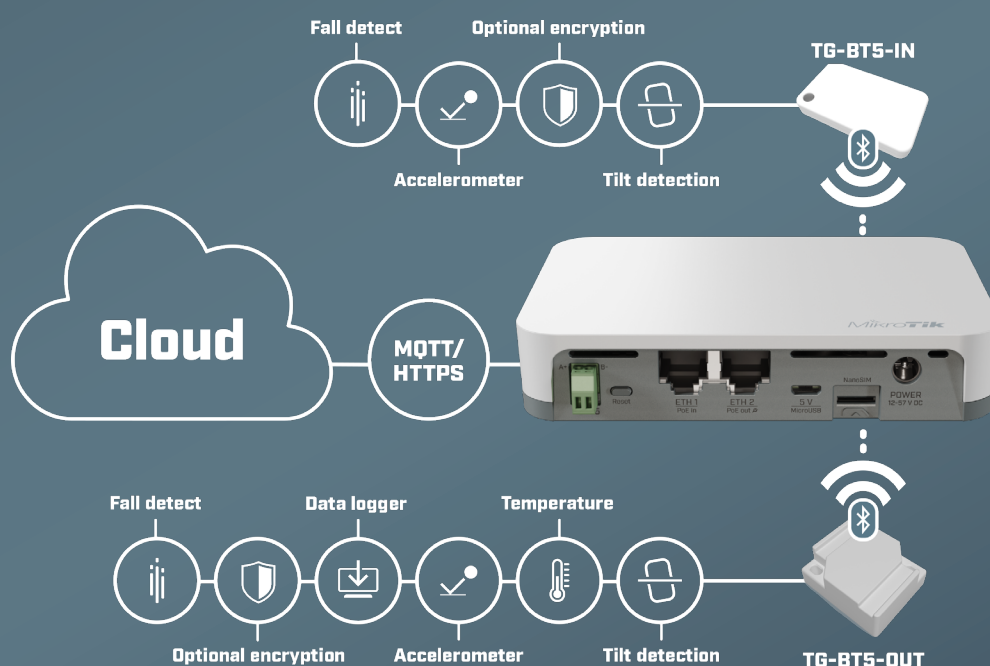 Fall detect
Optional encryption
TG-BT5-IN
Accelerometer
Tilt detection
Cloud
MQTT/
HTTPS
MikroTik
A+
B-
Reset
ETH 1
PoE in
ETH 2
PoE out
5 V
MicroUSB
NanoSIM
POWER
12-57 V DC
Fall detect
Data logger
Temperature
Optional encryption
Accelerometer
Tilt detection
TG-BT5-OUT